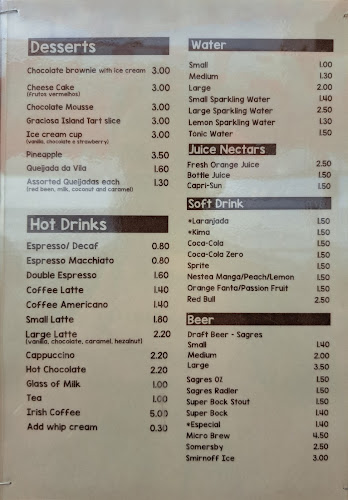 Desserts
Chocolate brownie with ice cream 3.00
Cheese Cake 3.00
(frutos vermelhos)
Chocolate Mousse 3.00
Graciosa Island Tart slice 3.00
Ice cream cup 3.00
(vanilla, chocolate e strawberry)
Pineapple 3.50
Queijada da Vila 1.60
Assorted Queijadas each 1.30
(red been, milk, coconut and caramel)
Hot Drinks
Espresso/ Decaf 0.80
Espresso Macchiato 0.80
Double Espresso 1.60
Coffee Latte 1.40
Coffee Americano 1.40
Small Latte 1.80
Large Latte 2.20
(vanilla, chocolate, caramel, hezalnut)
Cappuccino 2.20
Hot Chocolate 2.20
Glass of Milk 1.00
Tea 1.00
Irish Coffee 5.00
Add whip cream 0.30
Water
Small 1.00
Medium 1.30
Large 2.00
Small Sparkling Water 1.40
Large Sparkling Water 2.50
Lemon Sparkling Water 1.30
Tonic Water 1.50
Juice Nectars
Fresh Orange Juice 2.50
Bottle Juice 1.50
Capri-Sun 1.50
Soft Drink
*Laranjada 1.50
*Kima 1.50
Coca-Cola 1.50
Coca-Cola Zero 1.50
Sprite 1.50
Nestea Manga/Peach/Lemon 1.50
Orange Fanta/Passion Fruit 1.50
Red Bull 2.50
Beer
Draft Beer - Sagres
Small 1.40
Medium 2.00
Large 3.50
Sagres 0% 1.50
Sagres Radler 1.50
Super Bock Stout 1.50
Super Bock 1.40
*Especial 1.40
Micro Brew 4.50
Somersby 2.50
Smirnoff Ice 3.00